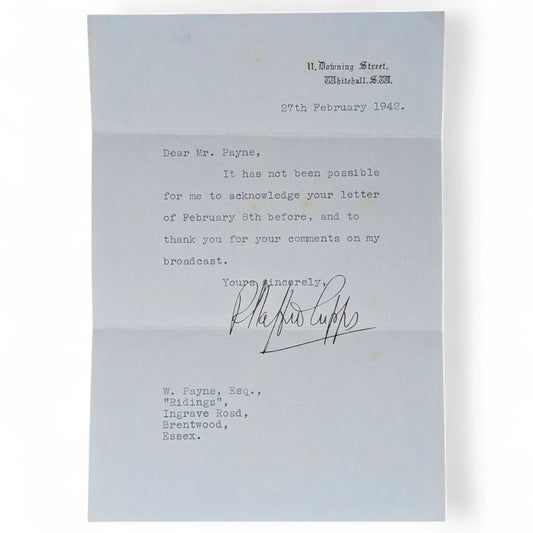 11, Downing Street,
Whitehall, S.W.
27th February 1942.
Dear Mr. Payne,
It has not been possible
for me to acknowledge your letter
of February 8th before, and to
thank you for your comments on my
broadcast.
Yours sincerely,
R Stafford Cripps
W. Payne, Esq.,
"Ridings",
Ingrave Road,
Brentwood,
Essex.